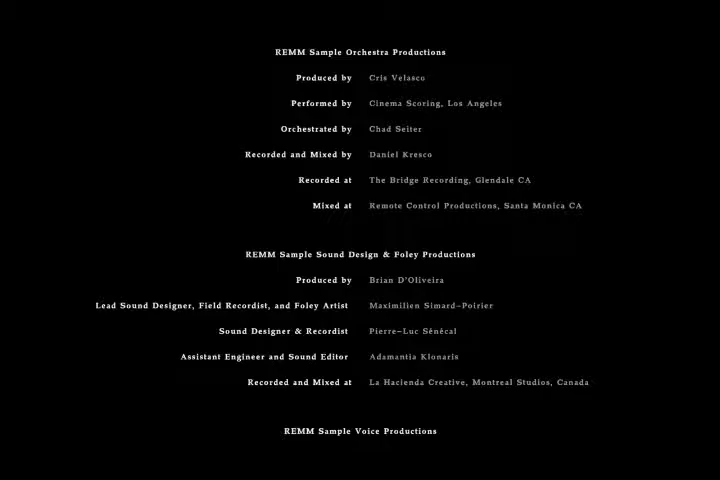 REMM Sample Orchestra Productions
Produced by Cris Velasco
Performed by Cinema Scoring, Los Angeles
Orchestrated by Chad Seiter
Recorded and Mixed by Daniel Kresco
Recorded at The Bridge Recording, Glendale CA
Mixed at Remote Control Productions, Santa Monica CA
REMM Sample Sound Design & Foley Productions
Produced by Brian D'Oliveira
Lead Sound Designer, Field Recordist, and Foley Artist Maximilien Simard-Poirier
Sound Designer & Recordist Pierre-Luc Sénécal
Assistant Engineer and Sound Editor Adamantia Klonaris
Recorded and Mixed at La Hacienda Creative, Montreal Studios, Canada
REMM Sample Voice Productions